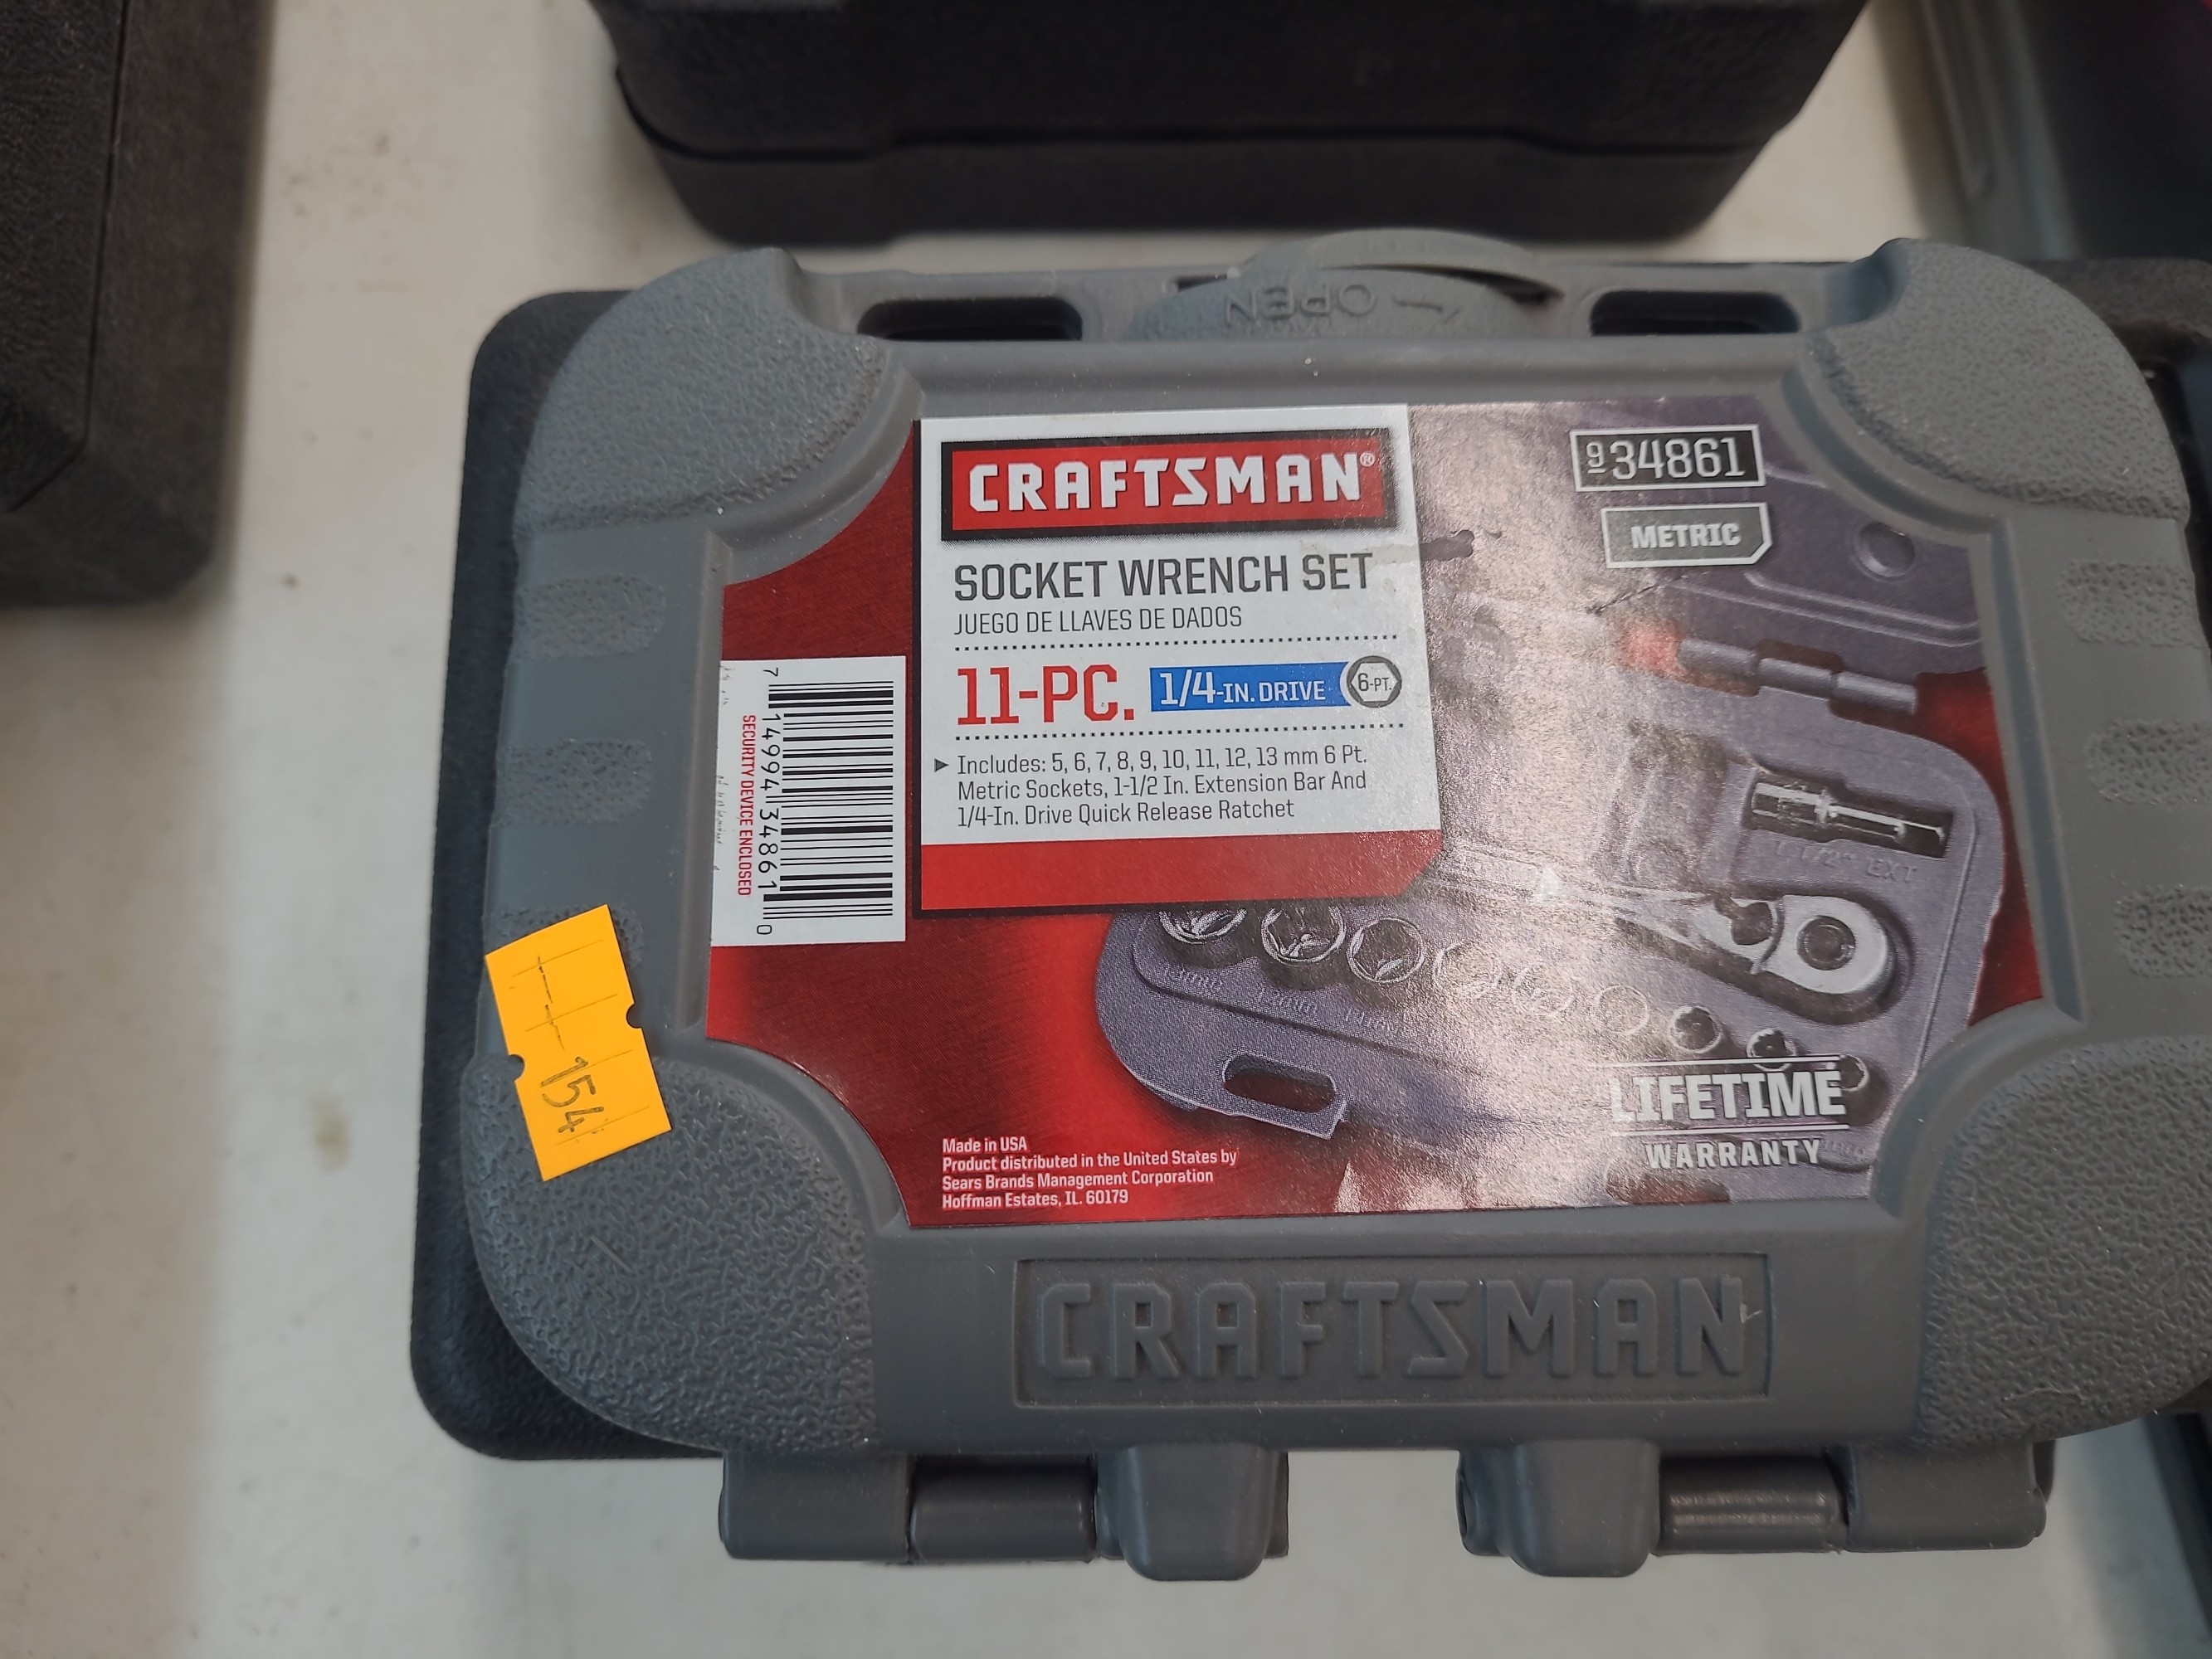 OPEN
CRAFTSMAN®
934861
METRIC
SOCKET WRENCH SET
JUEGO DE LLAVES DE DADOS
11-PC. 1/4-IN. DRIVE 6-PT.
▶ Includes: 5, 6, 7, 8, 9, 10, 11, 12, 13 mm 6 Pt.
Metric Sockets, 1-1/2 In. Extension Bar And
1/4-In. Drive Quick Release Ratchet
7 14994 34861 0
SECURITY DEVICE ENCLOSED
1 1/2" EXT
154
LIFETIME
WARRANTY
Made in USA
Product distributed in the United States by
Sears Brands Management Corporation
Hoffman Estates, IL. 60179
CRAFTSMAN